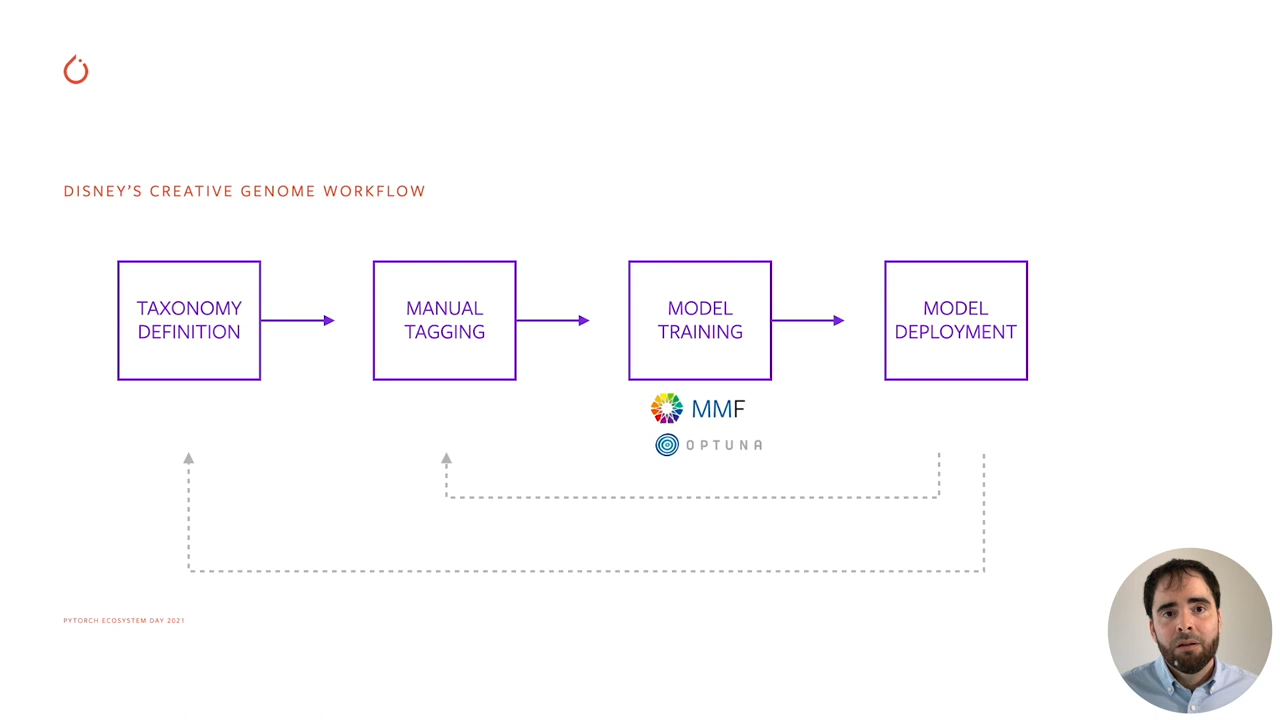 DISNEY'S CREATIVE GENOME WORKFLOW
TAXONOMY
DEFINITION
MANUAL
TAGGING
MODEL
TRAINING
MODEL
DEPLOYMENT
MMF
OPTUNA
PYTORCH ECOSYSTEM DAY 2021